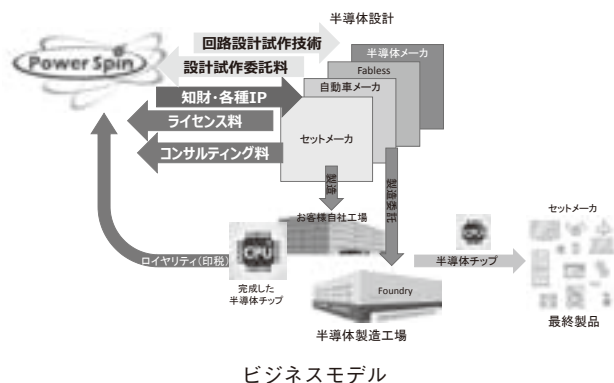 半導体設計
回路設計試作技術
設計試作委託料
知財・各種IP
ライセンス料
コンサルティング料
Power Spin
半導体メーカ
Fabless
自動車メーカ
セットメーカ
製造
製造委託
お客様自社工場
CPU
完成した
半導体チップ
ロイヤリティ(印税)
Foundry
半導体製造工場
CPU
半導体チップ
セットメーカ
最終製品
ビジネスモデル